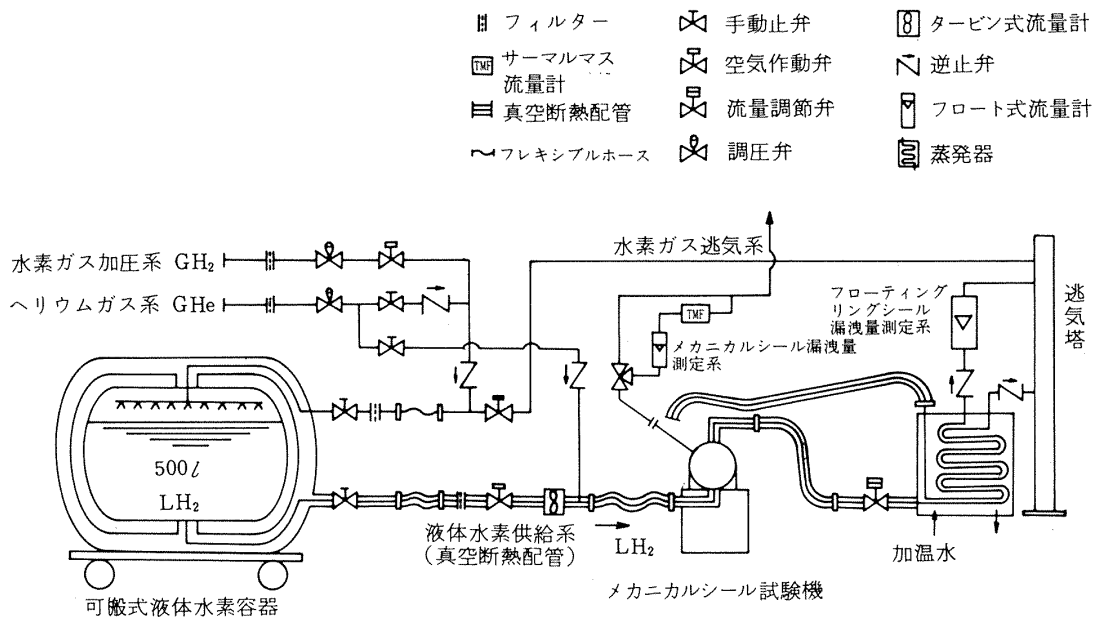 フィルター
手動止弁
タービン式流量計
TMF
サーマルマス
流量計
空気作動弁
逆止弁
真空断熱配管
流量調節弁
フロート式流量計
フレキシブルホース
調圧弁
蒸発器
水素ガス加圧系 GH₂
水素ガス逃気系
ヘリウムガス系 GHe
フローティング
リングシール
漏洩量測定系
逃気塔
TMF
メカニカルシール漏洩量
測定系
500l
LH₂
液体水素供給系
(真空断熱配管)
LH₂
加温水
メカニカルシール試験機
可搬式液体水素容器